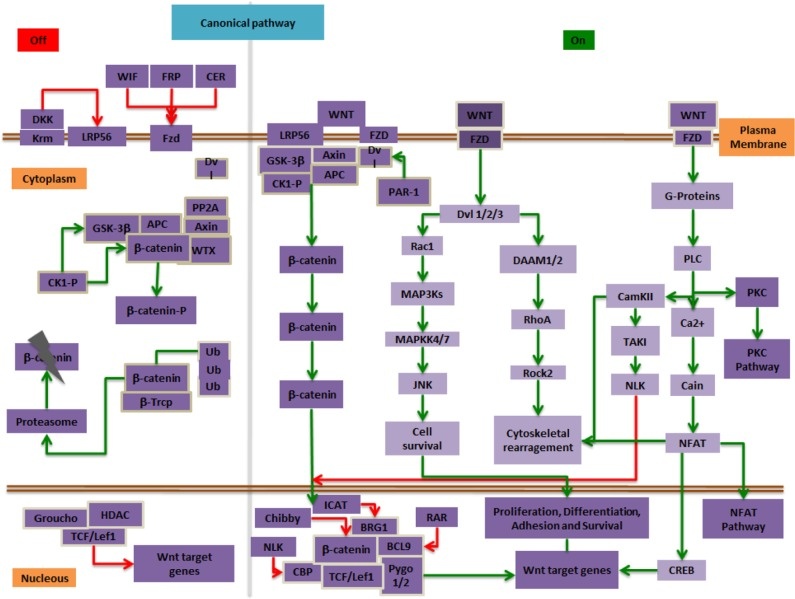 Canonical pathway
Off
On
WIF
FRP
CER
DKK
Krm
LRP56
Fzd
WNT
LRP56
FZD
WNT
FZD
WNT
FZD
Plasma
Membrane
Cytoplasm
Dv
l
GSK-3β
Axin
Dv
l
CK1-P
APC
PAR-1
PP2A
GSK-3β
APC
Axin
β-catenin
WTX
CK1-P
β-catenin-P
β-catenin
β-catenin
β-catenin
Dvl 1/2/3
Rac1
MAP3Ks
MAPKK4/7
JNK
Cell
survival
DAAM1/2
RhoA
Rock2
Cytoskeletal
rearragement
G-Proteins
PLC
CamKII
PKC
Ca2+
TAKI
PKC
Pathway
NLK
Cain
NFAT
β-catenin
Proteasome
β-catenin
β-Trcp
Ub
Ub
Ub
Groucho
HDAC
TCF/Lef1
Wnt target
genes
Nucleous
ICAT
Chibby
BRG1
RAR
NLK
β-catenin
BCL9
CBP
TCF/Lef1
Pygo
1/2
Proliferation, Differentiation,
Adhesion and Survival
Wnt target genes
CREB
NFAT
Pathway